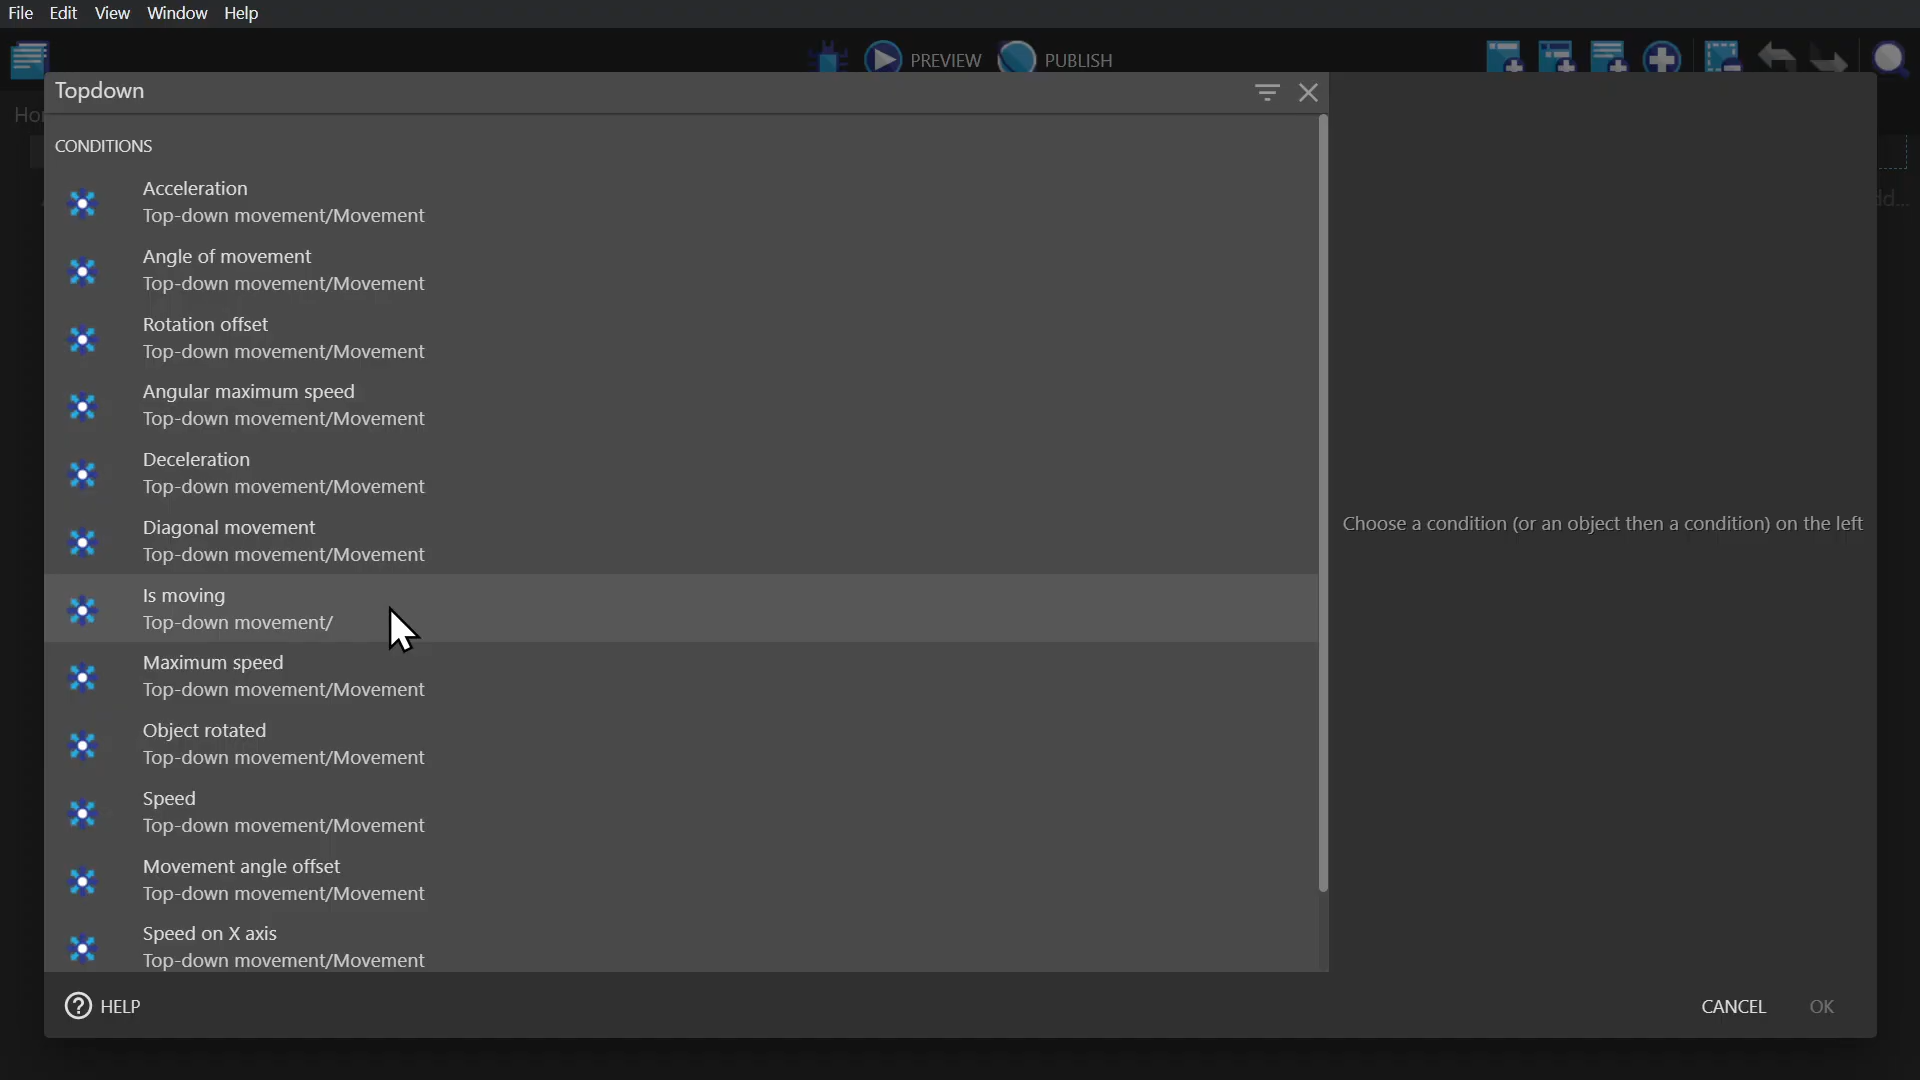 File Edit View Window Help
PREVIEW PUBLISH
Topdown
CONDITIONS
Acceleration
Top-down movement/Movement
Angle of movement
Top-down movement/Movement
Rotation offset
Top-down movement/Movement
Angular maximum speed
Top-down movement/Movement
Deceleration
Top-down movement/Movement
Diagonal movement
Top-down movement/Movement
Is moving
Top-down movement/
Maximum speed
Top-down movement/Movement
Object rotated
Top-down movement/Movement
Speed
Top-down movement/Movement
Movement angle offset
Top-down movement/Movement
Speed on X axis
Top-down movement/Movement
Choose a condition (or an object then a condition) on the left
HELP
CANCEL OK